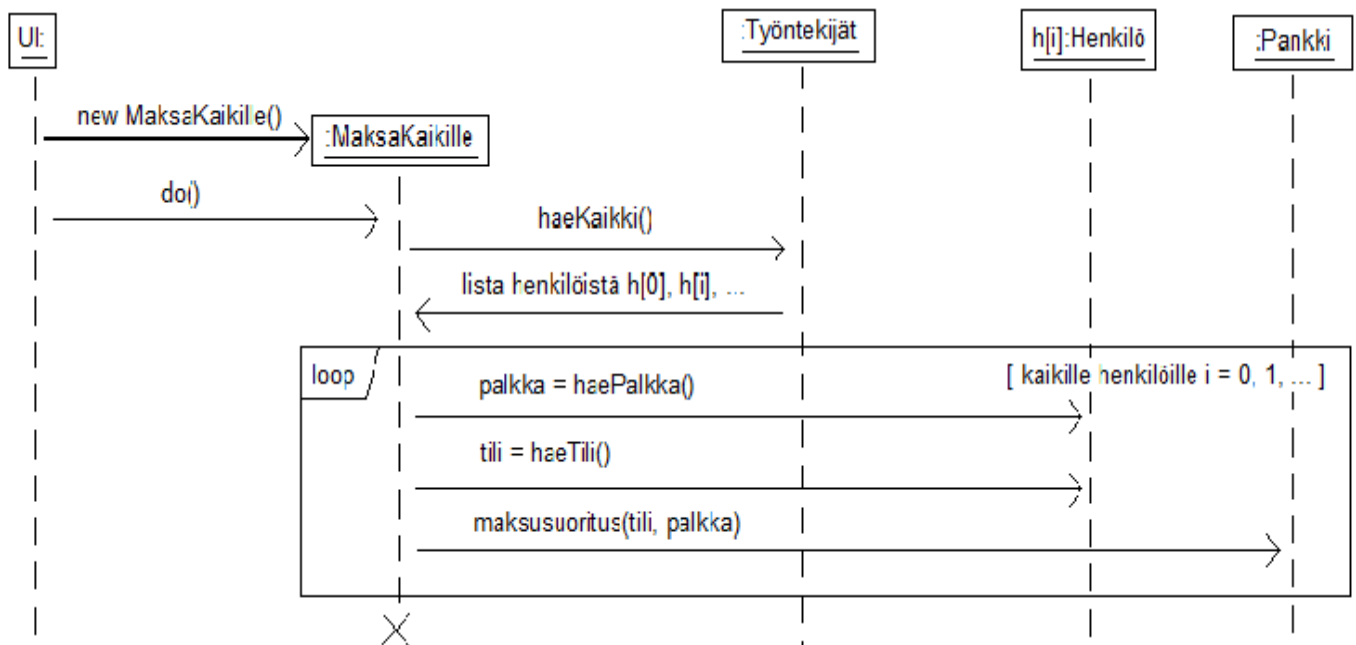 UI:
:Työntekijät
h[i]:Henkilö
:Pankki
new MaksaKaikille()
:MaksaKaikille
do()
haeKaikki()
lista henkilöistä h[0], h[i], ...
loop
palkka = haePalkka()
[ kaikille henkilöille i = 0, 1, ... ]
tili = haeTili()
maksusuoritus(tili, palkka)